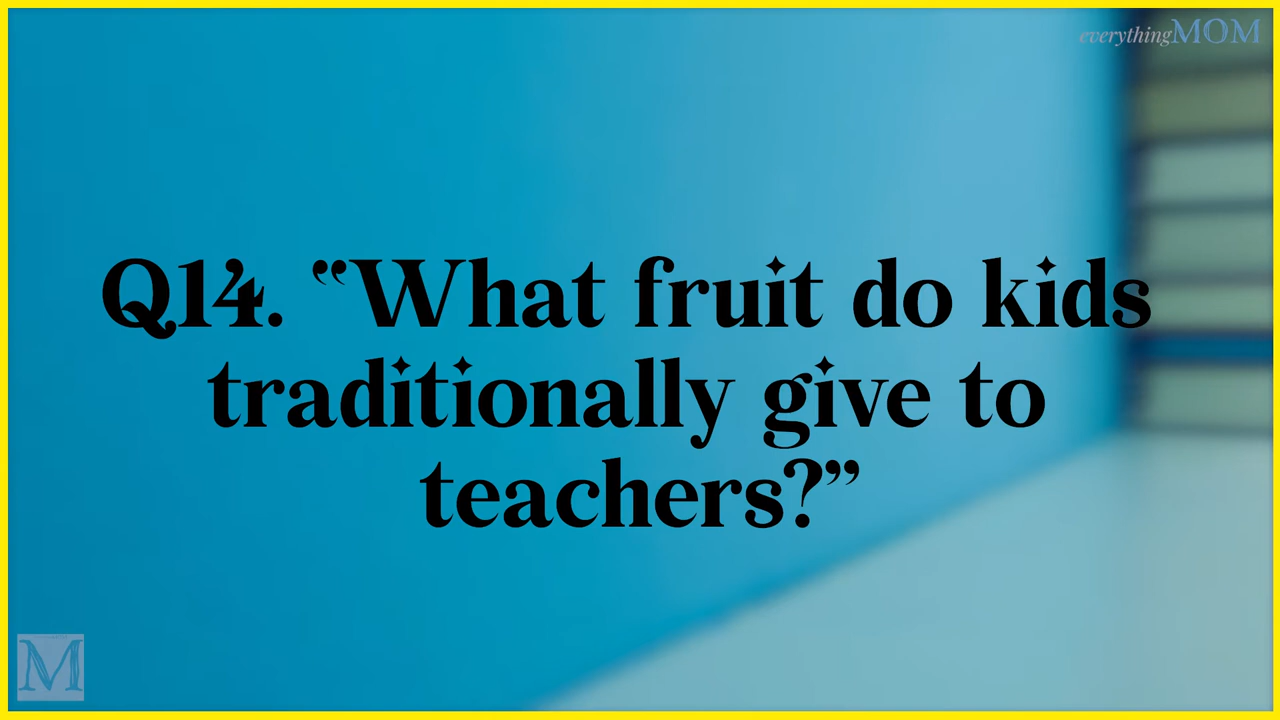 everythingMOM
Q14. “What fruit do kids
traditionally give to
teachers?”
M